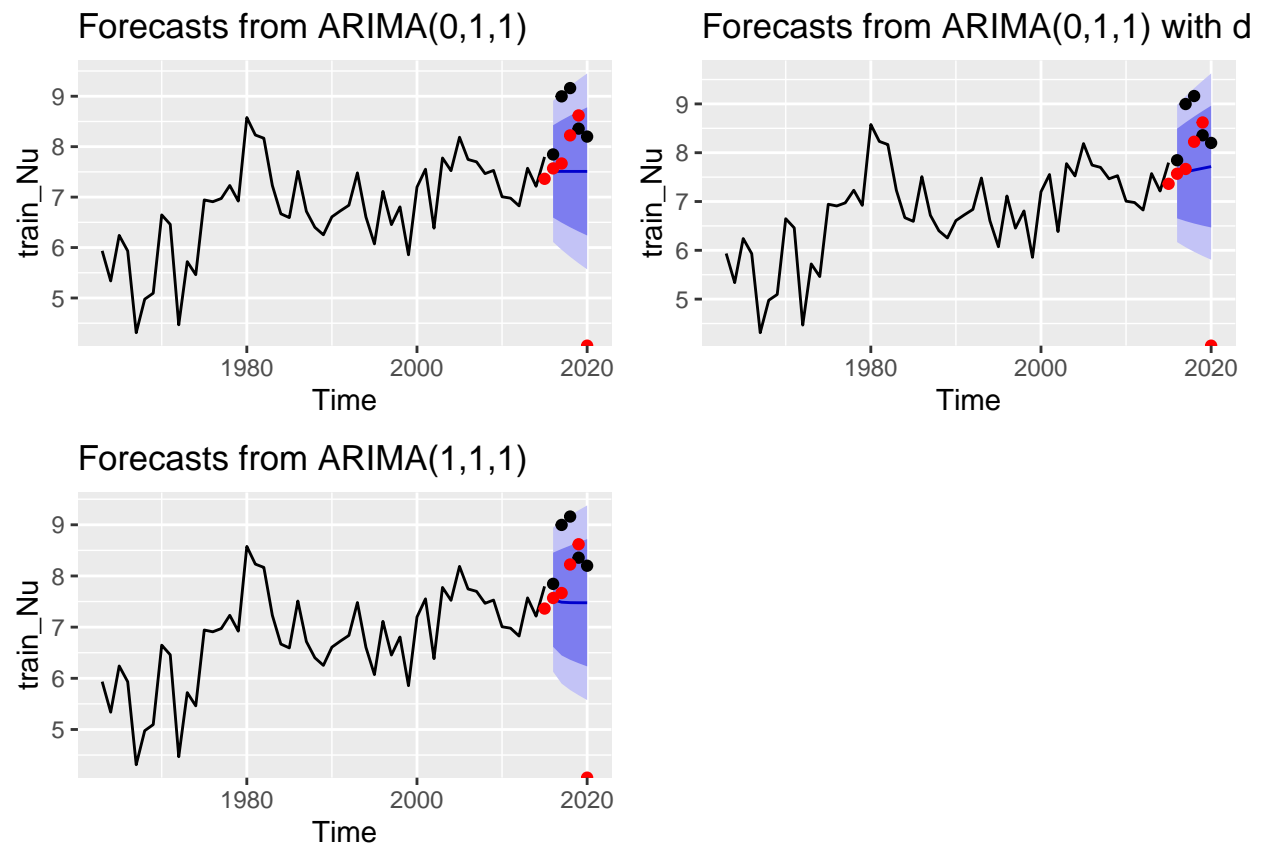 Forecasts from ARIMA(0,1,1)
train_Nu
9
8
7
6
5
1980
2000
2020
Time
Forecasts from ARIMA(0,1,1) with d
train_Nu
9
8
7
6
5
1980
2000
2020
Time
Forecasts from ARIMA(1,1,1)
train_Nu
9
8
7
6
5
1980
2000
2020
Time